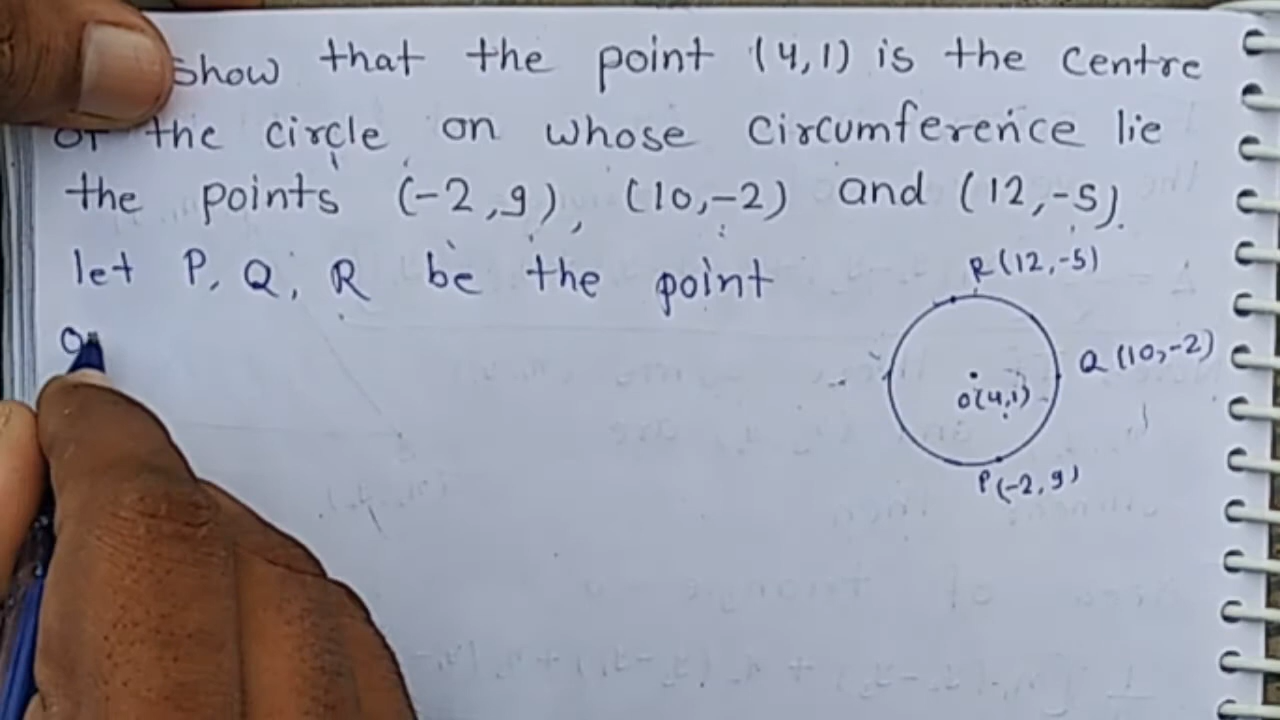 show that the point (4,1) is the centre
of the circle on whose circumference lie
the points (-2,9), (10,-2) and (12,-5).
let P, Q, R be the point
R(12,-5)
Q(10,-2)
O(4,1)
P(-2,9)